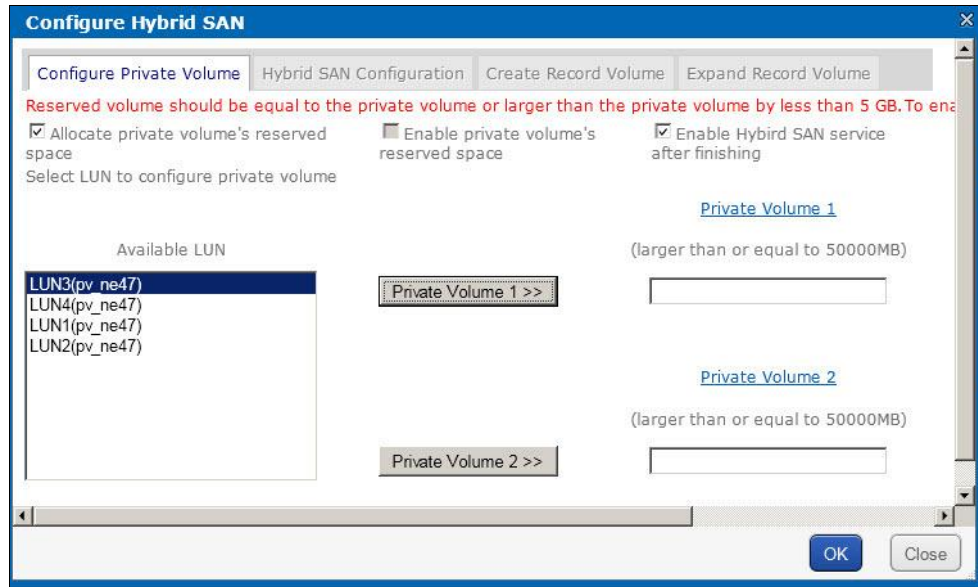 Configure Hybrid SAN
Configure Private Volume Hybrid SAN Configuration Create Record Volume Expand Record Volume
Reserved volume should be equal to the private volume or larger than the private volume by less than 5 GB. To ena
Allocate private volume's reserved space
Enable private volume's reserved space
Enable Hybird SAN service after finishing
Select LUN to configure private volume
Private Volume 1
Available LUN
(larger than or equal to 50000MB)
LUN3(pv_ne47)
LUN4(pv_ne47)
LUN1(pv_ne47)
LUN2(pv_ne47)
Private Volume 1 >>
Private Volume 2
(larger than or equal to 50000MB)
Private Volume 2 >>
OK
Close